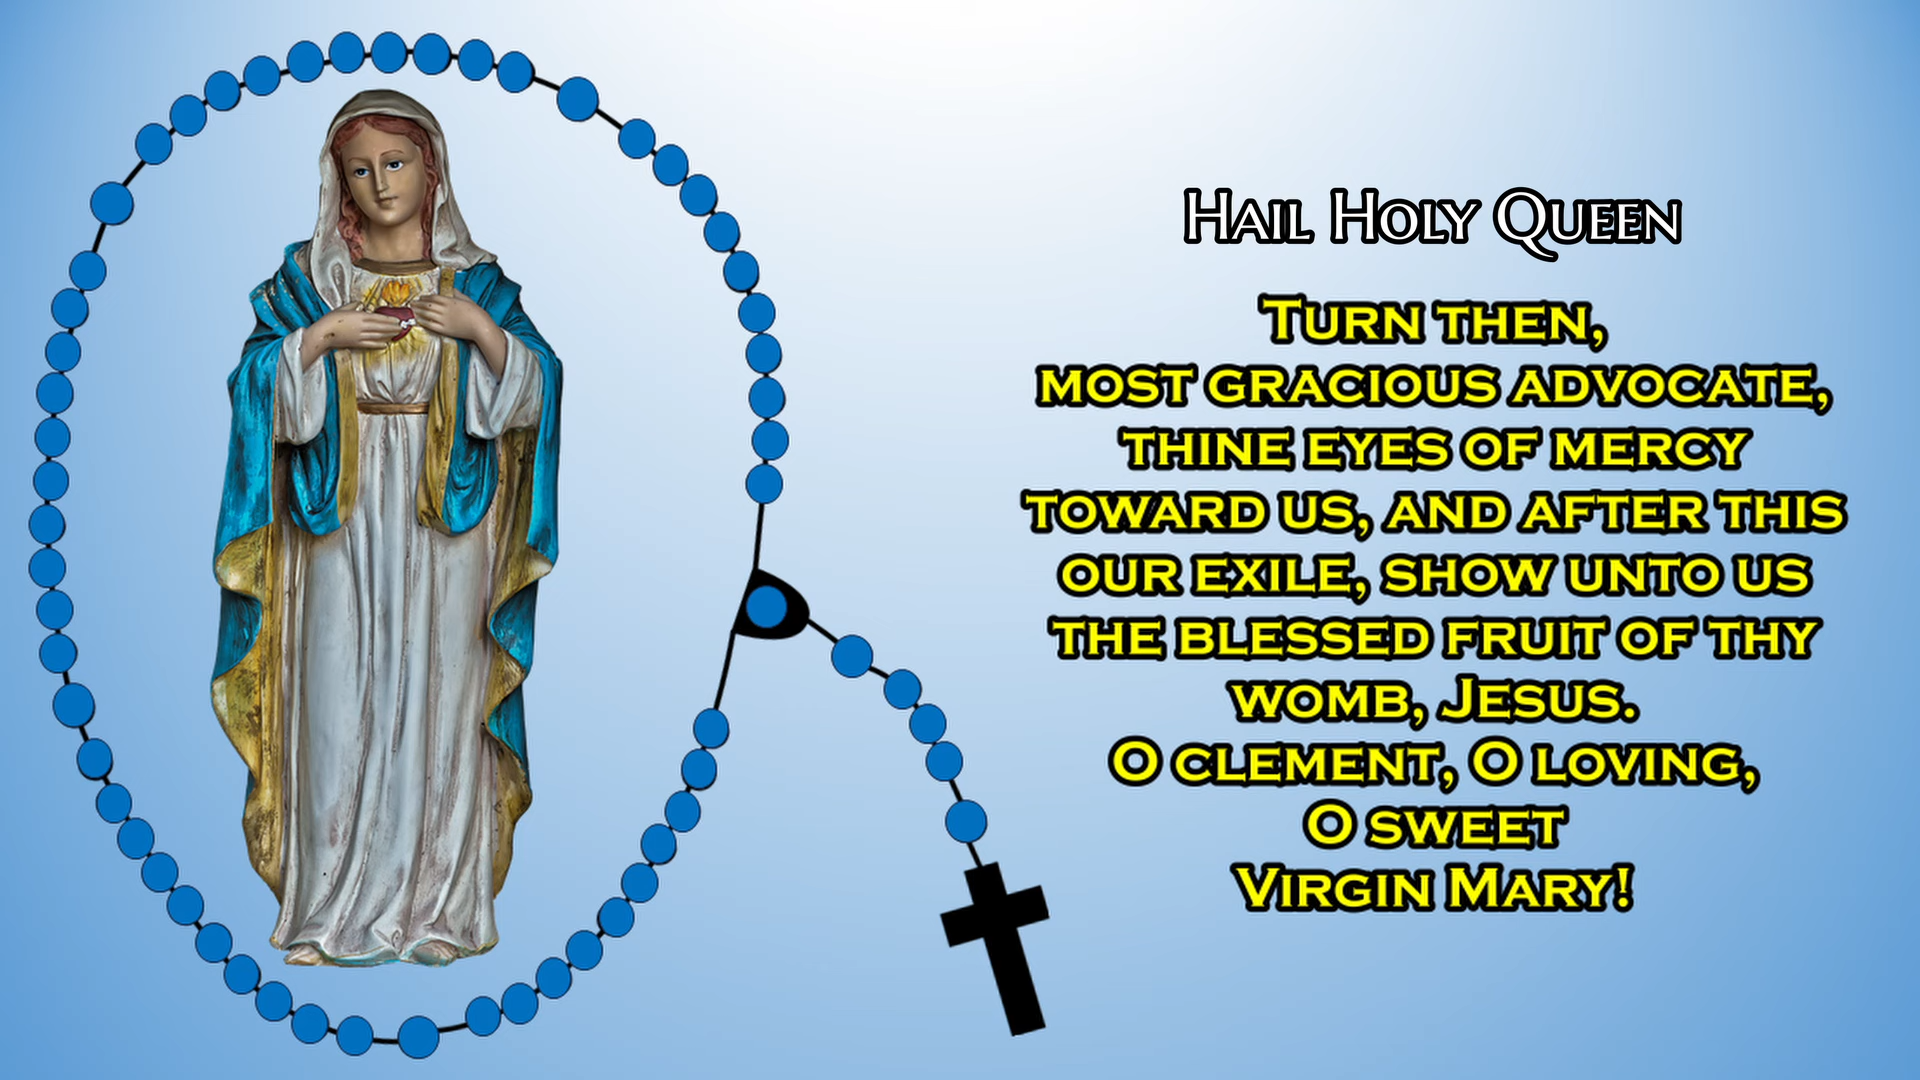 Hail Holy Queen
Turn then,
most gracious advocate,
thine eyes of mercy
toward us, and after this
our exile, show unto us
the blessed fruit of thy
womb, Jesus.
O clement, O loving,
O sweet
Virgin Mary!